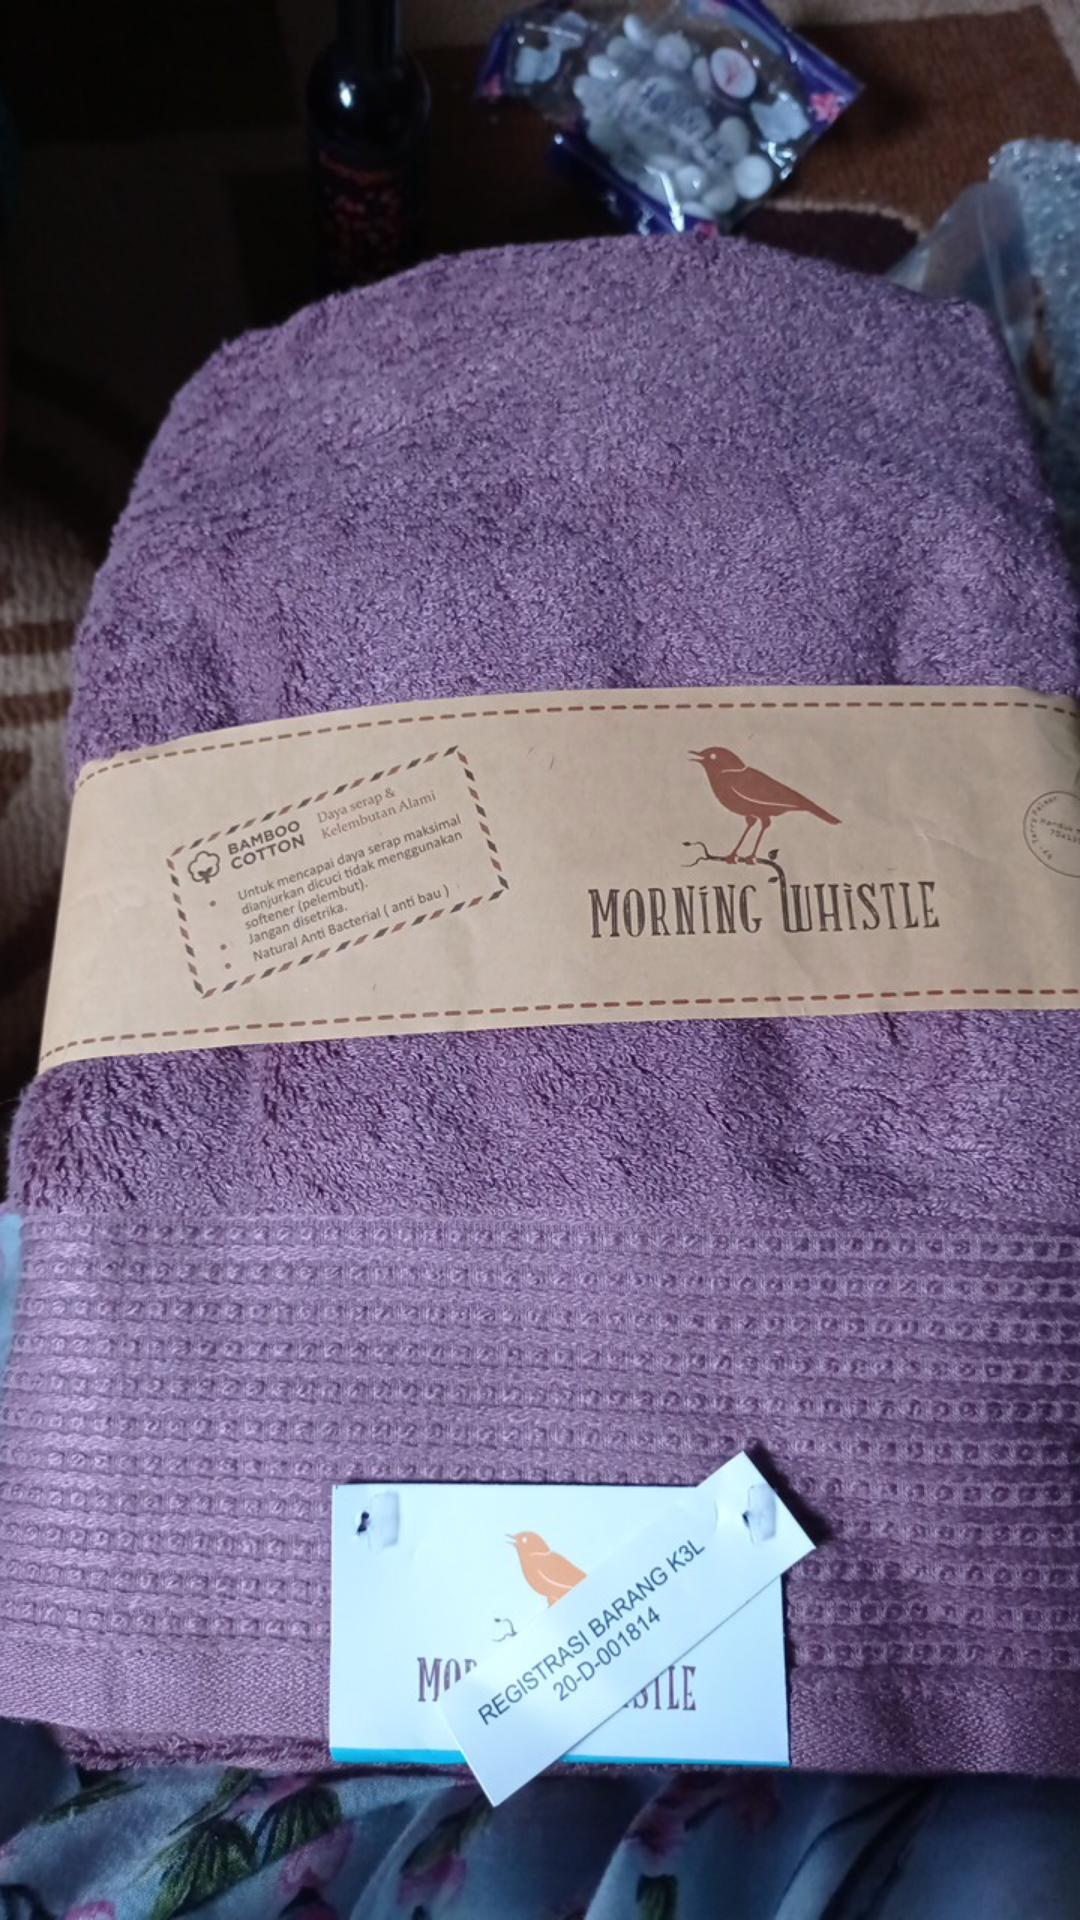 BAMBOO
COTTON
Daya serap &
Kelembutan Alami
• Untuk mencapai daya serap maksimal
dianjurkan dicuci tidak menggunakan
softener (pelembut).
• Jangan disetrika.
• Natural Anti Bacterial ( anti bau )
MORNiNG WHiSTLE
REGISTRASI BARANG K3L
20-D-001814